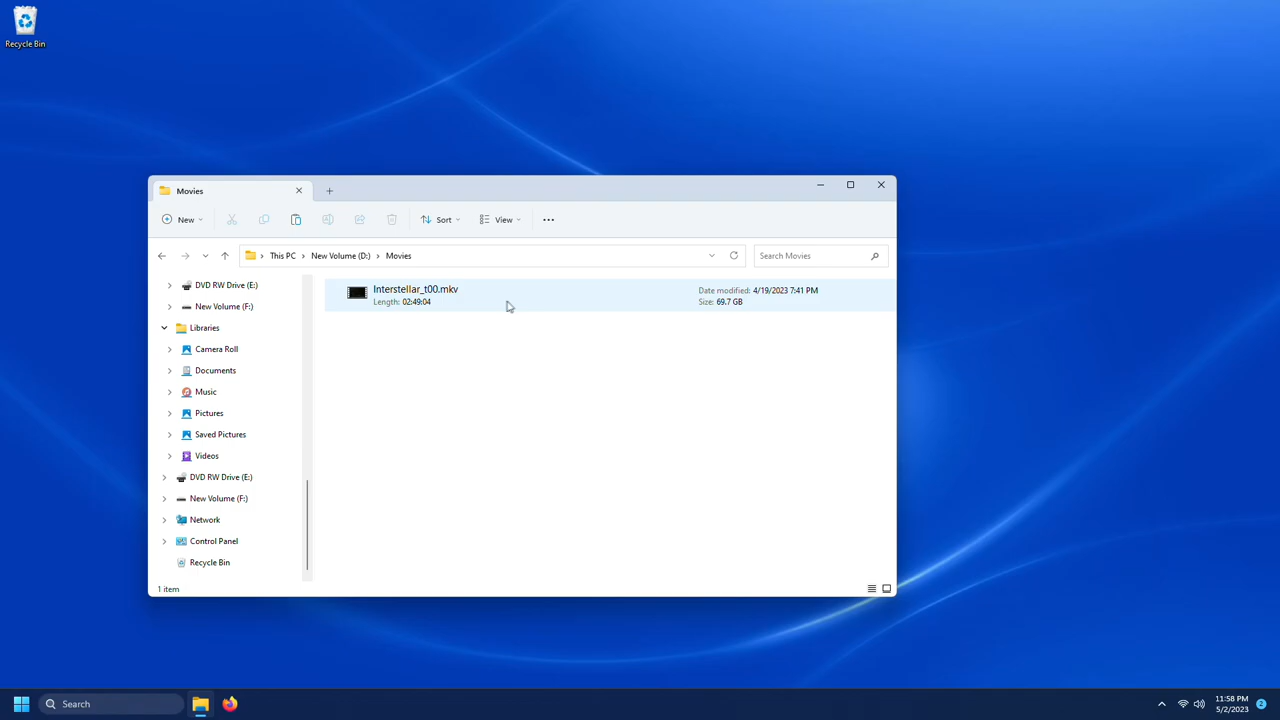 Recycle Bin
Movies
New
Sort
View
This PC
New Volume (D:)
Movies
Search Movies
DVD RW Drive (E:)
New Volume (F:)
Libraries
Camera Roll
Documents
Music
Pictures
Saved Pictures
Videos
DVD RW Drive (E:)
New Volume (F:)
Network
Control Panel
Recycle Bin
Interstellar_t00.mkv
Length: 02:49:04
Date modified: 4/19/2023 7:41 PM
Size: 69.7 GB
1 item
Search
11:58 PM
5/2/2023
2